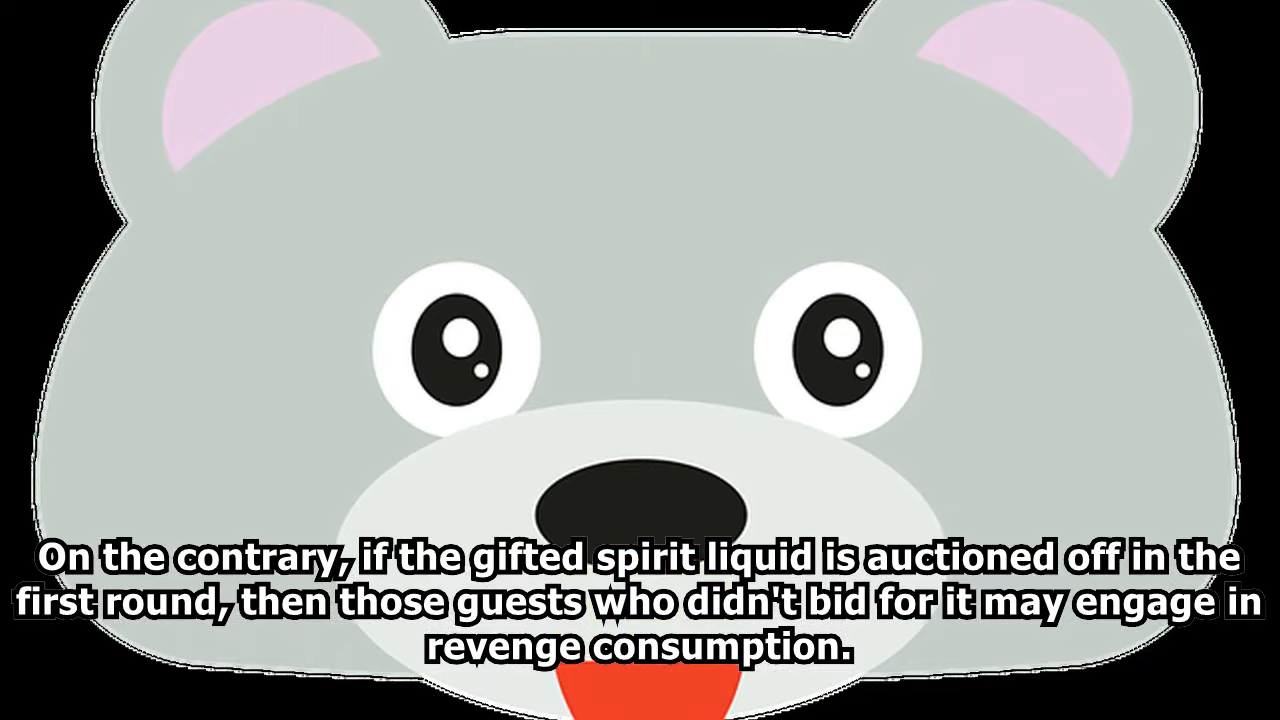 On the contrary, if the gifted spirit liquid is auctioned off in the
first round, then those guests who didn't bid for it may engage in
revenge consumption.